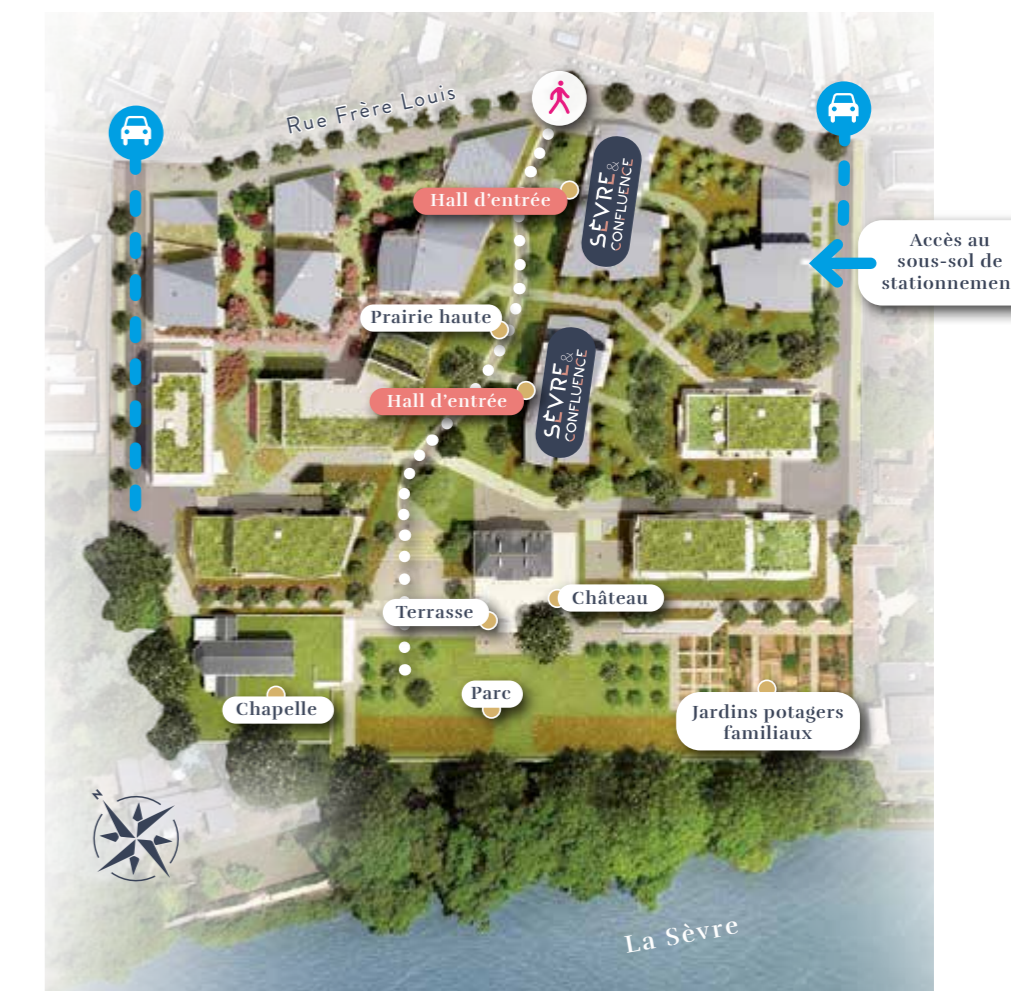 Rue Frère Louis
Hall d'entrée
SÈVRE &
CONFLUENCE
Accès au
sous-sol de
stationnemen
Prairie haute
Hall d'entrée
SÈVRE &
CONFLUENCE
Château
Terrasse
Parc
Chapelle
Jardins potagers
familiaux
N
La Sèvre